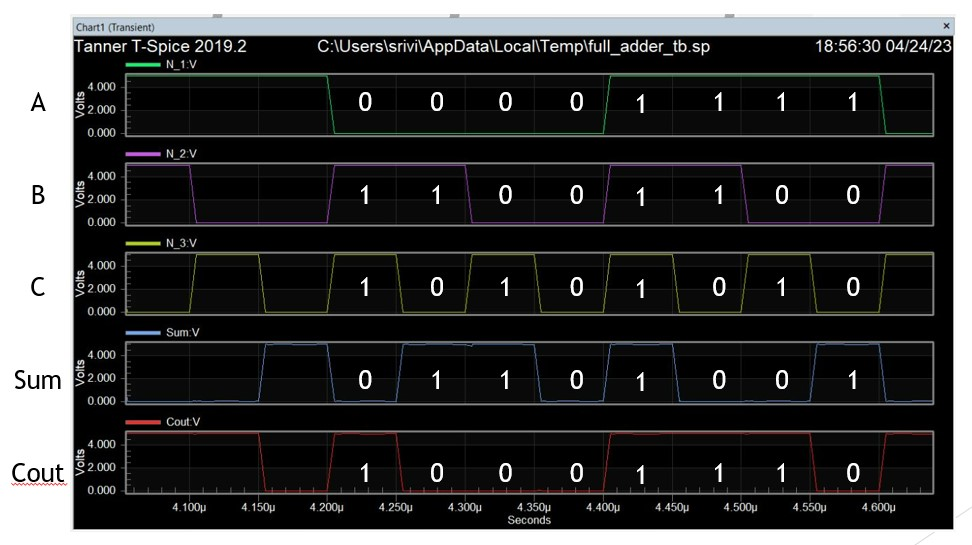 Chart1 (Transient) ×
Tanner T-Spice 2019.2 C:\Users\srivi\AppData\Local\Temp\full_adder_tb.sp 18:56:30 04/24/23
N_1:V
A Volts 4.000 2.000 0.000 0 0 0 0 1 1 1 1
N_2:V
B Volts 4.000 2.000 0.000 1 1 0 0 1 1 0 0
N_3:V
C Volts 4.000 2.000 0.000 1 0 1 0 1 0 1 0
Sum:V
Sum Volts 4.000 2.000 0.000 0 1 1 0 1 0 0 1
Cout:V
Cout Volts 4.000 2.000 0.000 1 0 0 0 1 1 1 0
4.100µ 4.150µ 4.200µ 4.250µ 4.300µ 4.350µ 4.400µ 4.450µ 4.500µ 4.550µ 4.600µ
Seconds